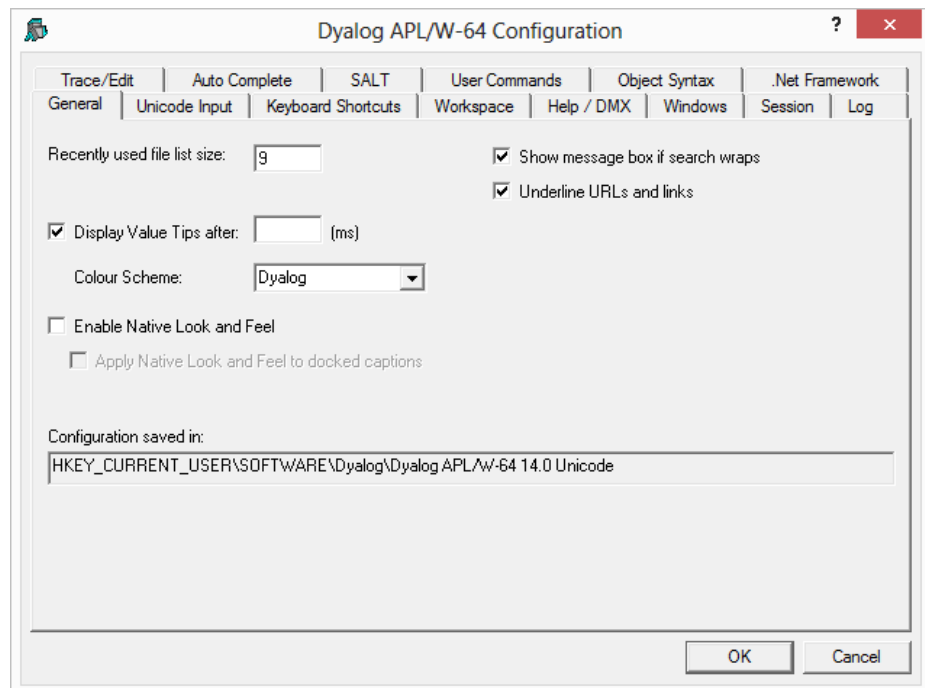 Dyalog APL/W-64 Configuration ? ×
Trace/Edit Auto Complete SALT User Commands Object Syntax .Net Framework
General Unicode Input Keyboard Shortcuts Workspace Help / DMX Windows Session Log
Recently used file list size: 9 Show message box if search wraps
Underline URLs and links
Display Value Tips after: (ms)
Colour Scheme: Dyalog
Enable Native Look and Feel
Apply Native Look and Feel to docked captions
Configuration saved in:
HKEY_CURRENT_USER\SOFTWARE\Dyalog\Dyalog APL/W-64 14.0 Unicode
OK Cancel